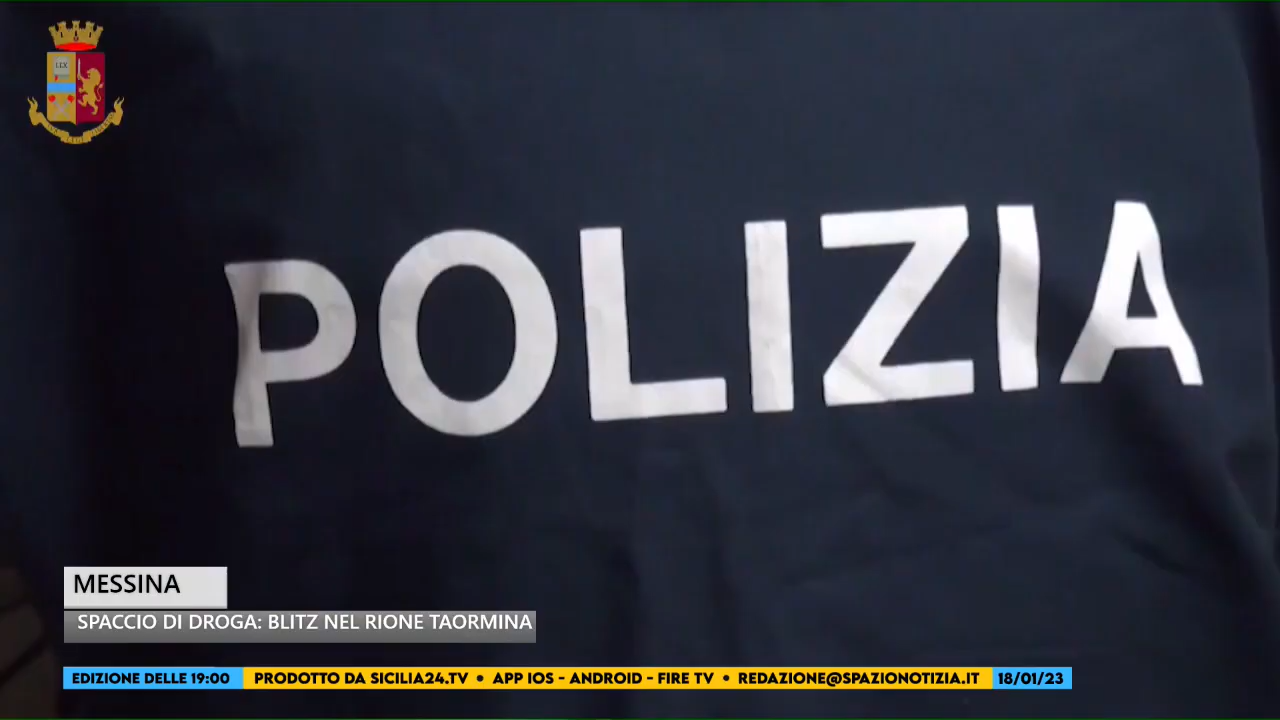 LEX
POLIZIA
MESSINA
SPACCIO DI DROGA: BLITZ NEL RIONE TAORMINA
EDIZIONE DELLE 19:00 PRODOTTO DA SICILIA24.TV • APP IOS - ANDROID - FIRE TV • REDAZIONE@SPAZIONOTIZIA.IT 18/01/23